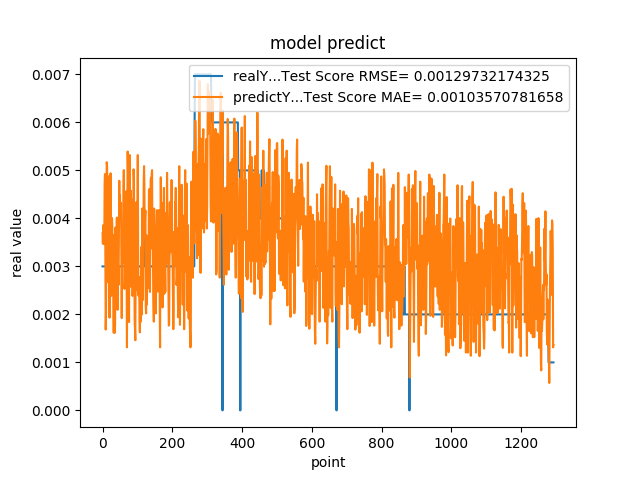 model predict
realY...Test Score RMSE= 0.00129732174325
predictY...Test Score MAE= 0.00103570781658
0.007
0.006
0.005
0.004
0.003
0.002
0.001
0.000
real value
0 200 400 600 800 1000 1200
point